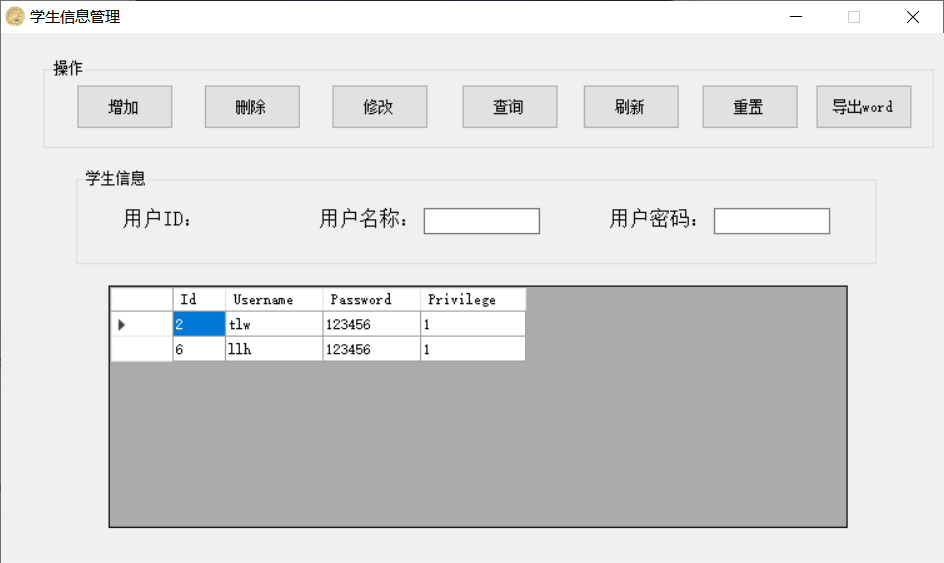 学生信息管理
操作
增加 删除 修改 查询 刷新 重置 导出word
学生信息
用户ID: 用户名称: 用户密码:
Id Username Password Privilege
2 tlw 123456 1
6 llh 123456 1